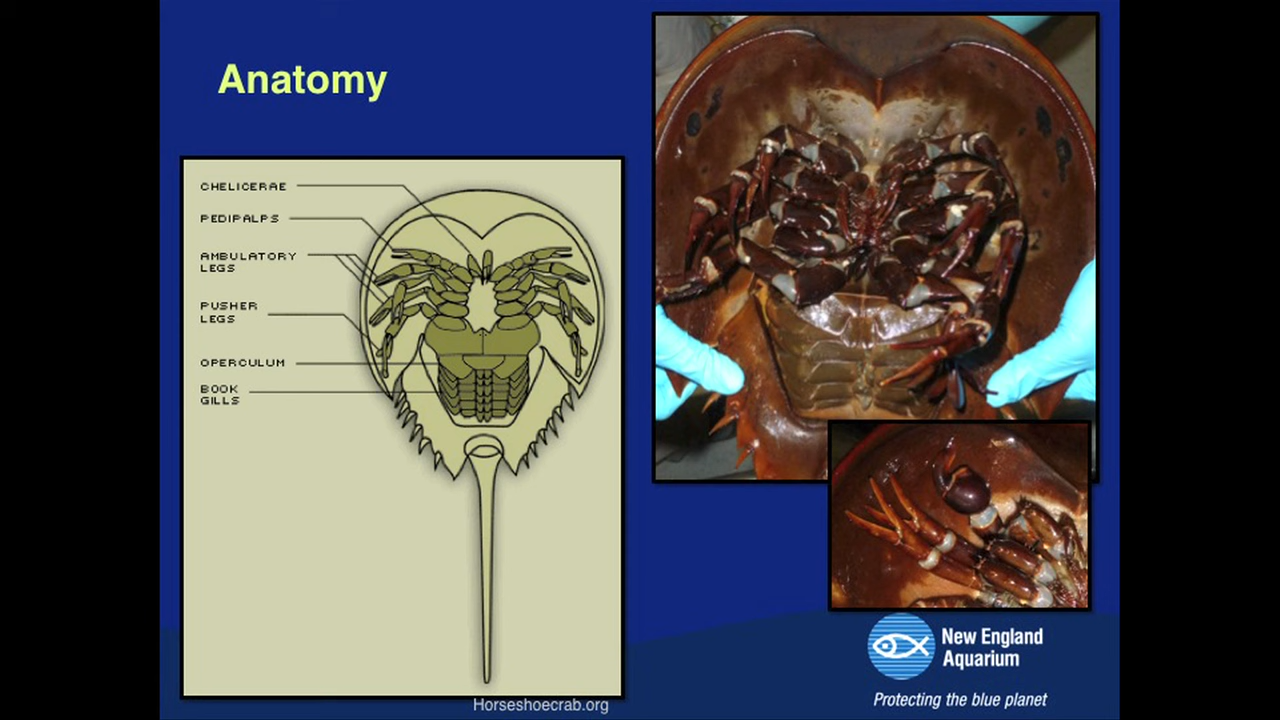 Anatomy
CHELICERAE
PEDIPALPS
AMBULATORY
LEGS
PUSHER
LEGS
OPERCULUM
BOOK
GILLS
Horseshoecrab.org
New England
Aquarium
Protecting the blue planet